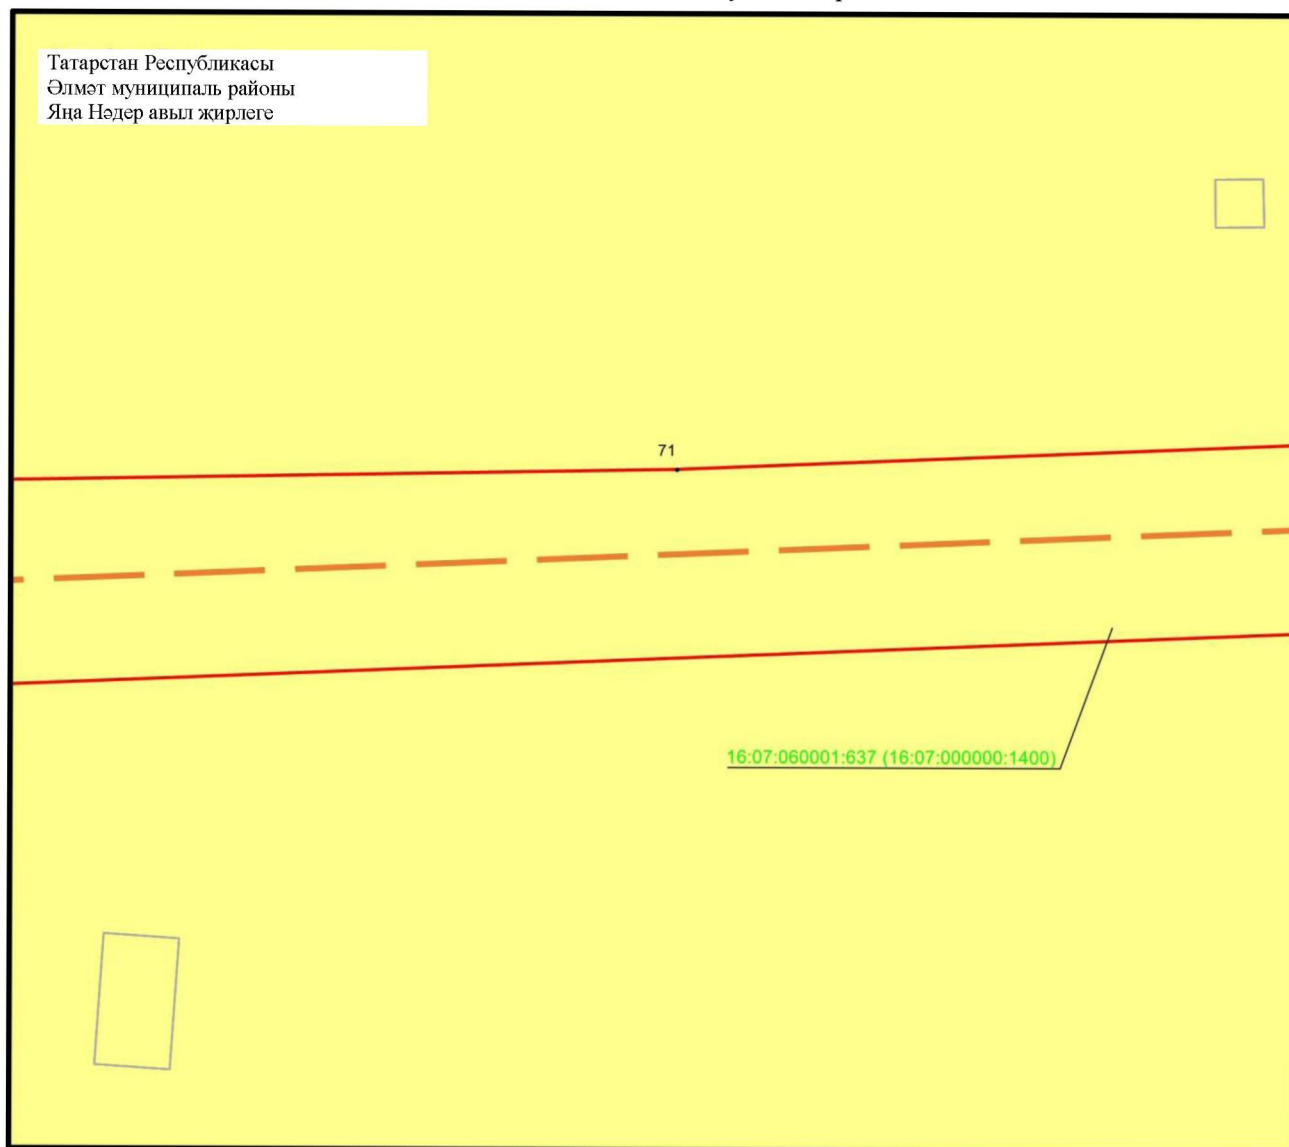 Татарстан Республикасы
Әлмәт муниципаль районы
Яңа Нәдер авыл җирлеге
71
16:07:060001:637 (16:07:000000:1400)